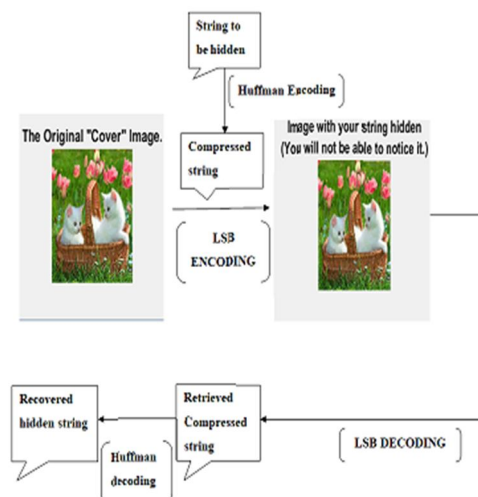 String to
be hidden
Huffman Encoding
The Original "Cover" Image.
Compressed
string
Image with your string hidden
(You will not be able to notice it.)
LSB
ENCODING
Recovered
hidden string
Huffman
decoding
Retrieved
Compressed
string
LSB DECODING